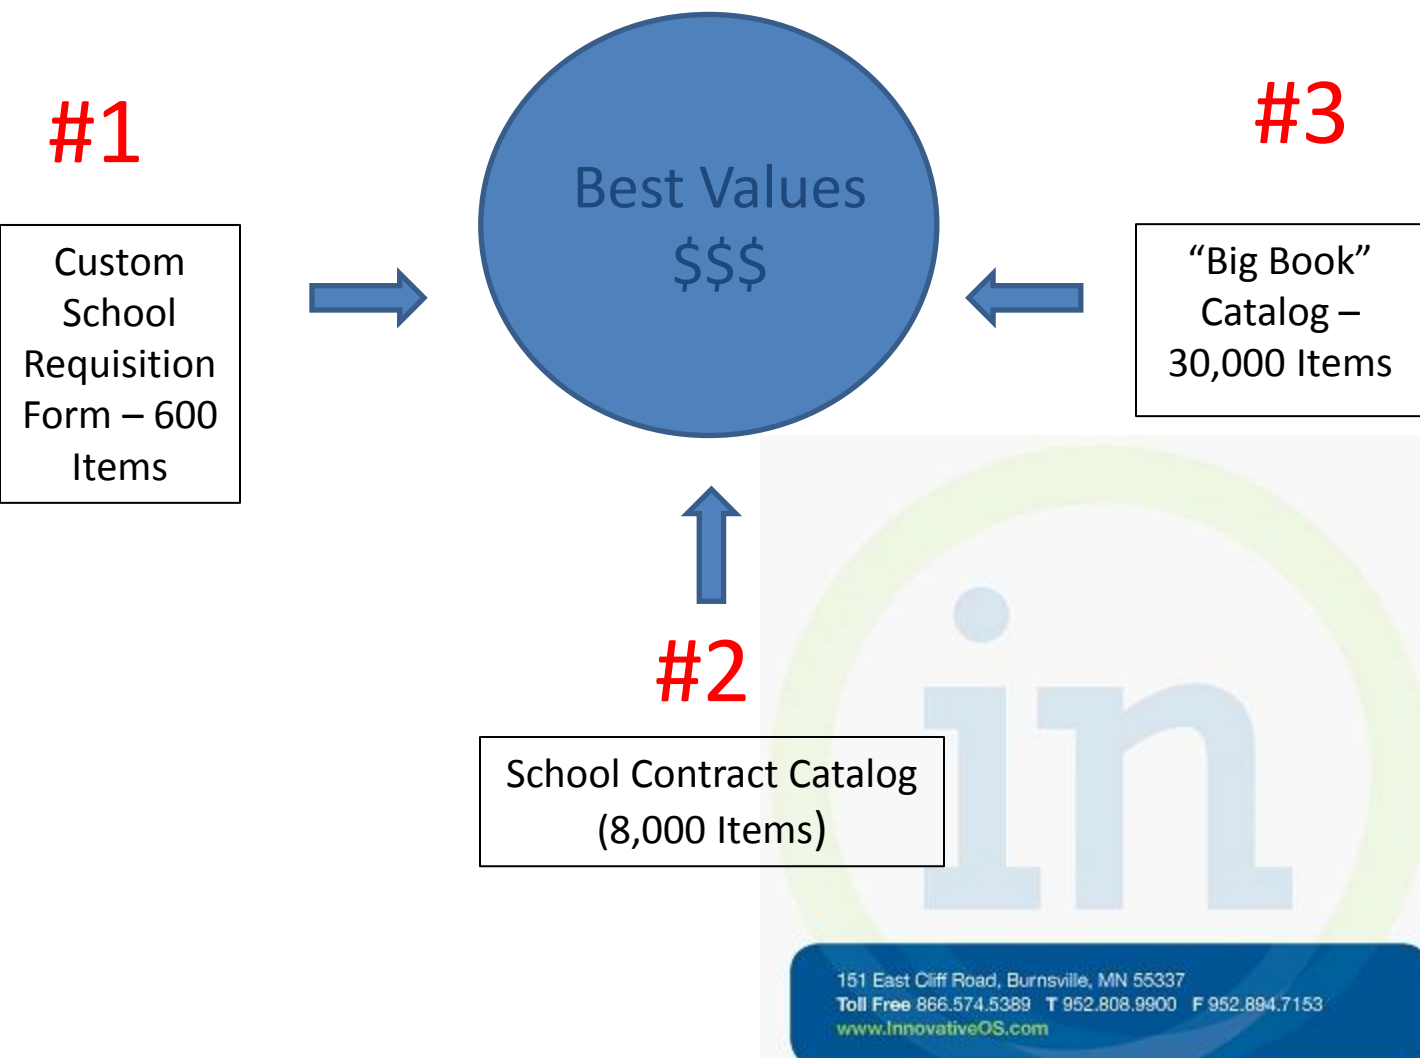 #1
Custom
School
Requisition
Form – 600
Items
Best Values
$$$
#3
“Big Book”
Catalog –
30,000 Items
#2
School Contract Catalog
(8,000 Items)
in
151 East Cliff Road, Burnsville, MN 55337
Toll Free 866.574.5389 T 952.808.9900 F 952.894.7153
www.InnovativeOS.com